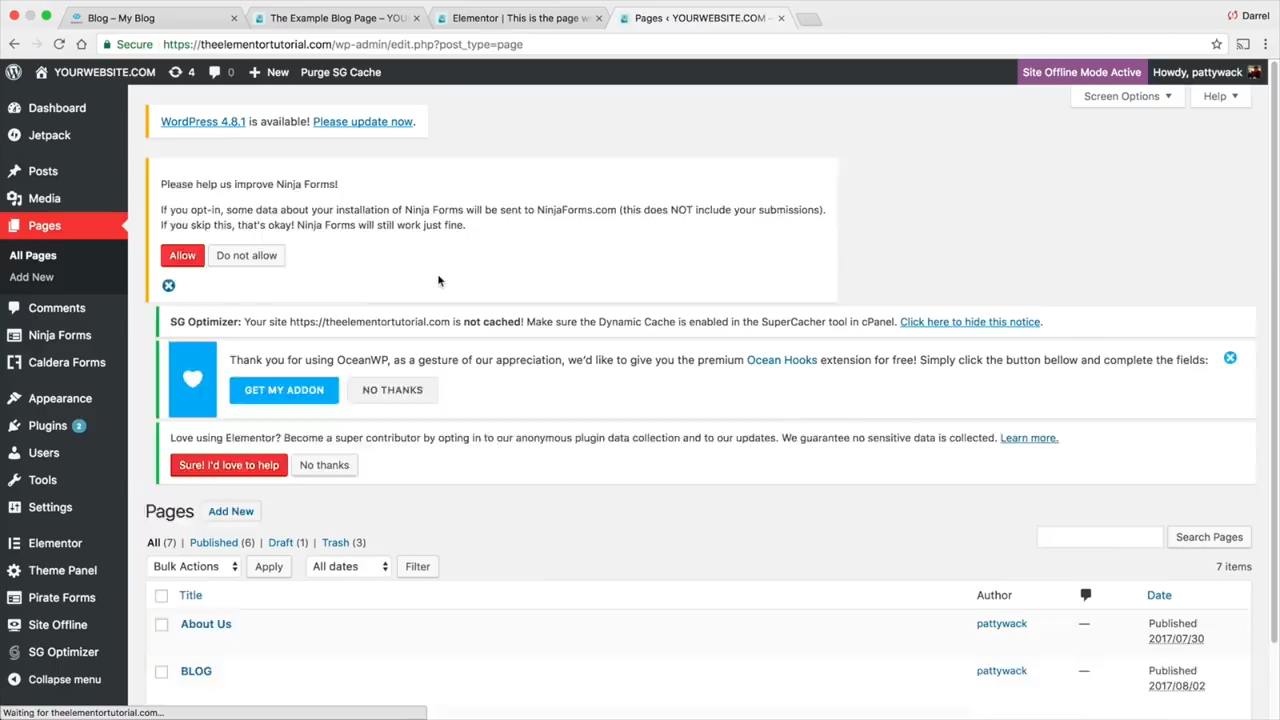 Blog – My Blog
The Example Blog Page – YOU
Elementor | This is the page w
Pages ‹ YOURWEBSITE.COM –
Darrel
Secure
https://theelementortutorial.com/wp-admin/edit.php?post_type=page
YOURWEBSITE.COM
4
0
New
Purge SG Cache
Site Offline Mode Active
Howdy, pattywack
Screen Options
Help
Dashboard
Jetpack
Posts
Media
Pages
All Pages
Add New
Comments
Ninja Forms
Caldera Forms
Appearance
Plugins 2
Users
Tools
Settings
Elementor
Theme Panel
Pirate Forms
Site Offline
SG Optimizer
Collapse menu
WordPress 4.8.1 is available! Please update now.
Please help us improve Ninja Forms!
If you opt-in, some data about your installation of Ninja Forms will be sent to NinjaForms.com (this does NOT include your submissions).
If you skip this, that's okay! Ninja Forms will still work just fine.
Allow
Do not allow
SG Optimizer: Your site https://theelementortutorial.com is not cached! Make sure the Dynamic Cache is enabled in the SuperCacher tool in cPanel. Click here to hide this notice.
Thank you for using OceanWP, as a gesture of our appreciation, we'd like to give you the premium Ocean Hooks extension for free! Simply click the button bellow and complete the fields:
GET MY ADDON
NO THANKS
Love using Elementor? Become a super contributor by opting in to our anonymous plugin data collection and to our updates. We guarantee no sensitive data is collected. Learn more.
Sure! I'd love to help
No thanks
Pages
Add New
All (7) | Published (6) | Draft (1) | Trash (3)
Search Pages
Bulk Actions
Apply
All dates
Filter
7 items
Title
Author
Date
About Us
pattywack
—
Published
2017/07/30
BLOG
pattywack
—
Published
2017/08/02
Waiting for theelementortutorial.com...